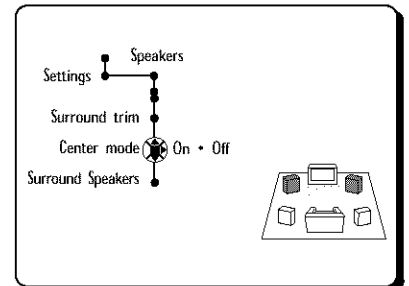 Speakers
Settings
Surround trim
Center mode On • Off
Surround Speakers